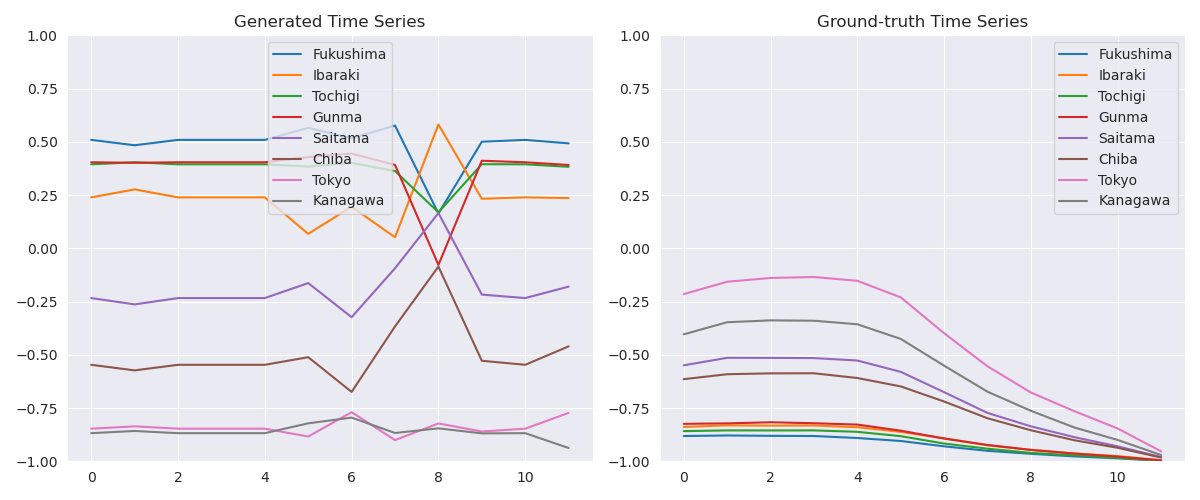 Generated Time Series
1.00
0.75
0.50
0.25
0.00
−0.25
−0.50
−0.75
−1.00
0 2 4 6 8 10
Fukushima
Ibaraki
Tochigi
Gunma
Saitama
Chiba
Tokyo
Kanagawa
Ground-truth Time Series
1.00
0.75
0.50
0.25
0.00
−0.25
−0.50
−0.75
−1.00
0 2 4 6 8 10
Fukushima
Ibaraki
Tochigi
Gunma
Saitama
Chiba
Tokyo
Kanagawa